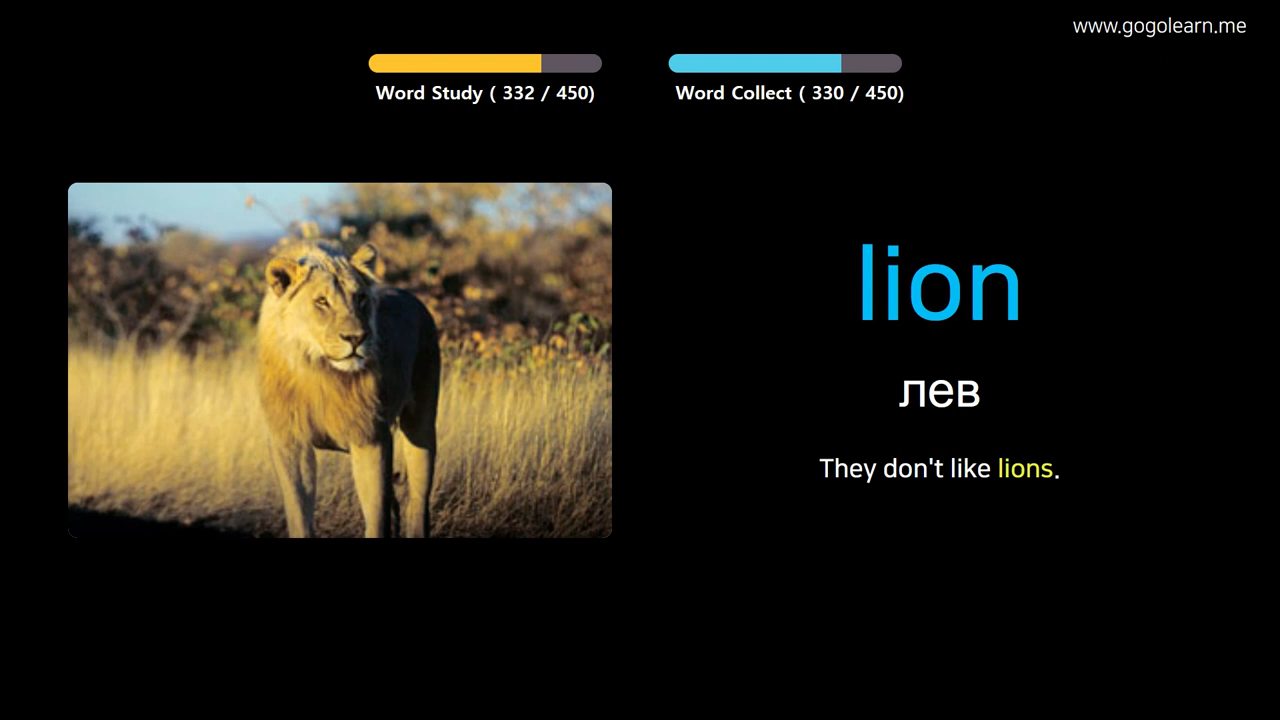 www.gogolearn.me
Word Study ( 332 / 450)
Word Collect ( 330 / 450)
lion
лев
They don't like lions.